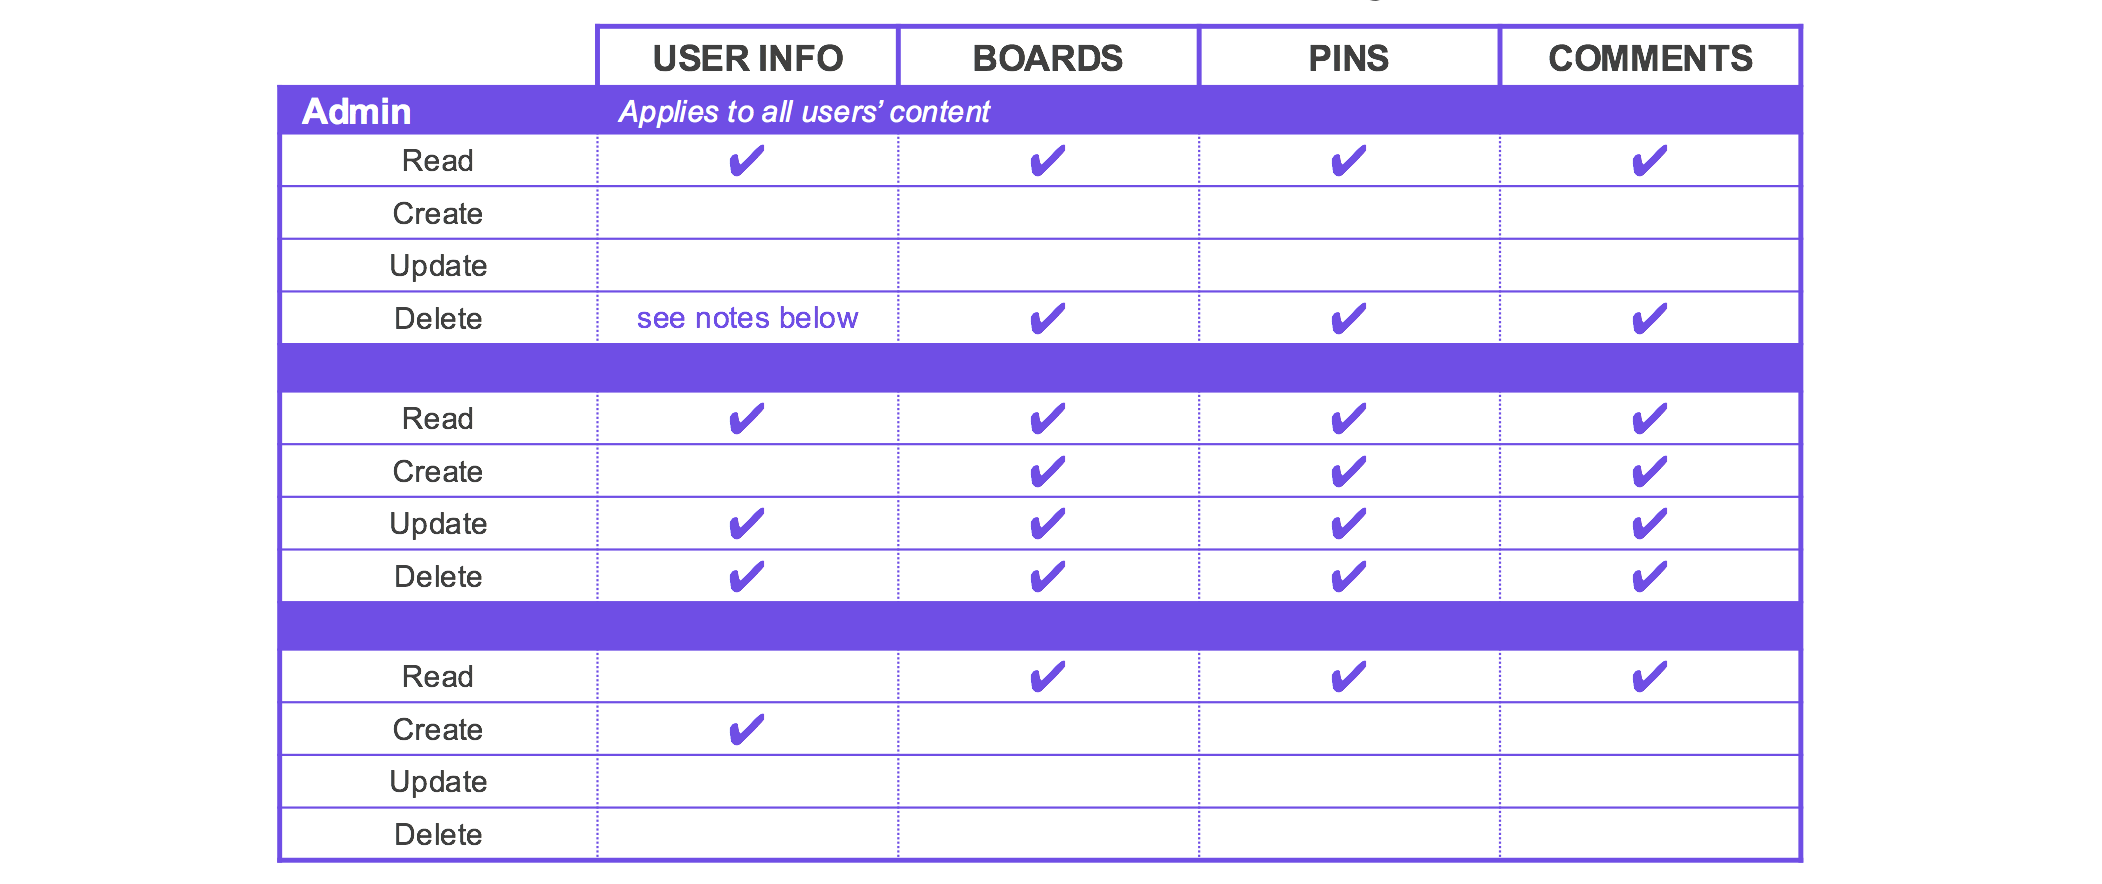 USER INFO BOARDS PINS COMMENTS
Admin Applies to all users’ content
Read ✔ ✔ ✔ ✔
Create
Update
Delete see notes below ✔ ✔ ✔
Read ✔ ✔ ✔ ✔
Create ✔ ✔ ✔
Update ✔ ✔ ✔ ✔
Delete ✔ ✔ ✔ ✔
Read ✔ ✔ ✔
Create ✔
Update
Delete